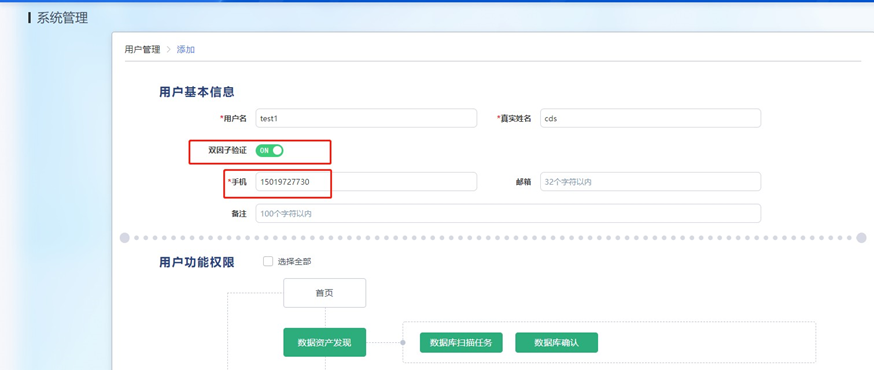 系统管理
用户管理 > 添加
用户基本信息
*用户名 test1 *真实姓名 cds
双因子验证 ON
*手机 15019727730 邮箱 32个字符以内
备注 100个字符以内
用户功能权限 选择全部
首页
数据资产发现 数据库扫描任务 数据库确认